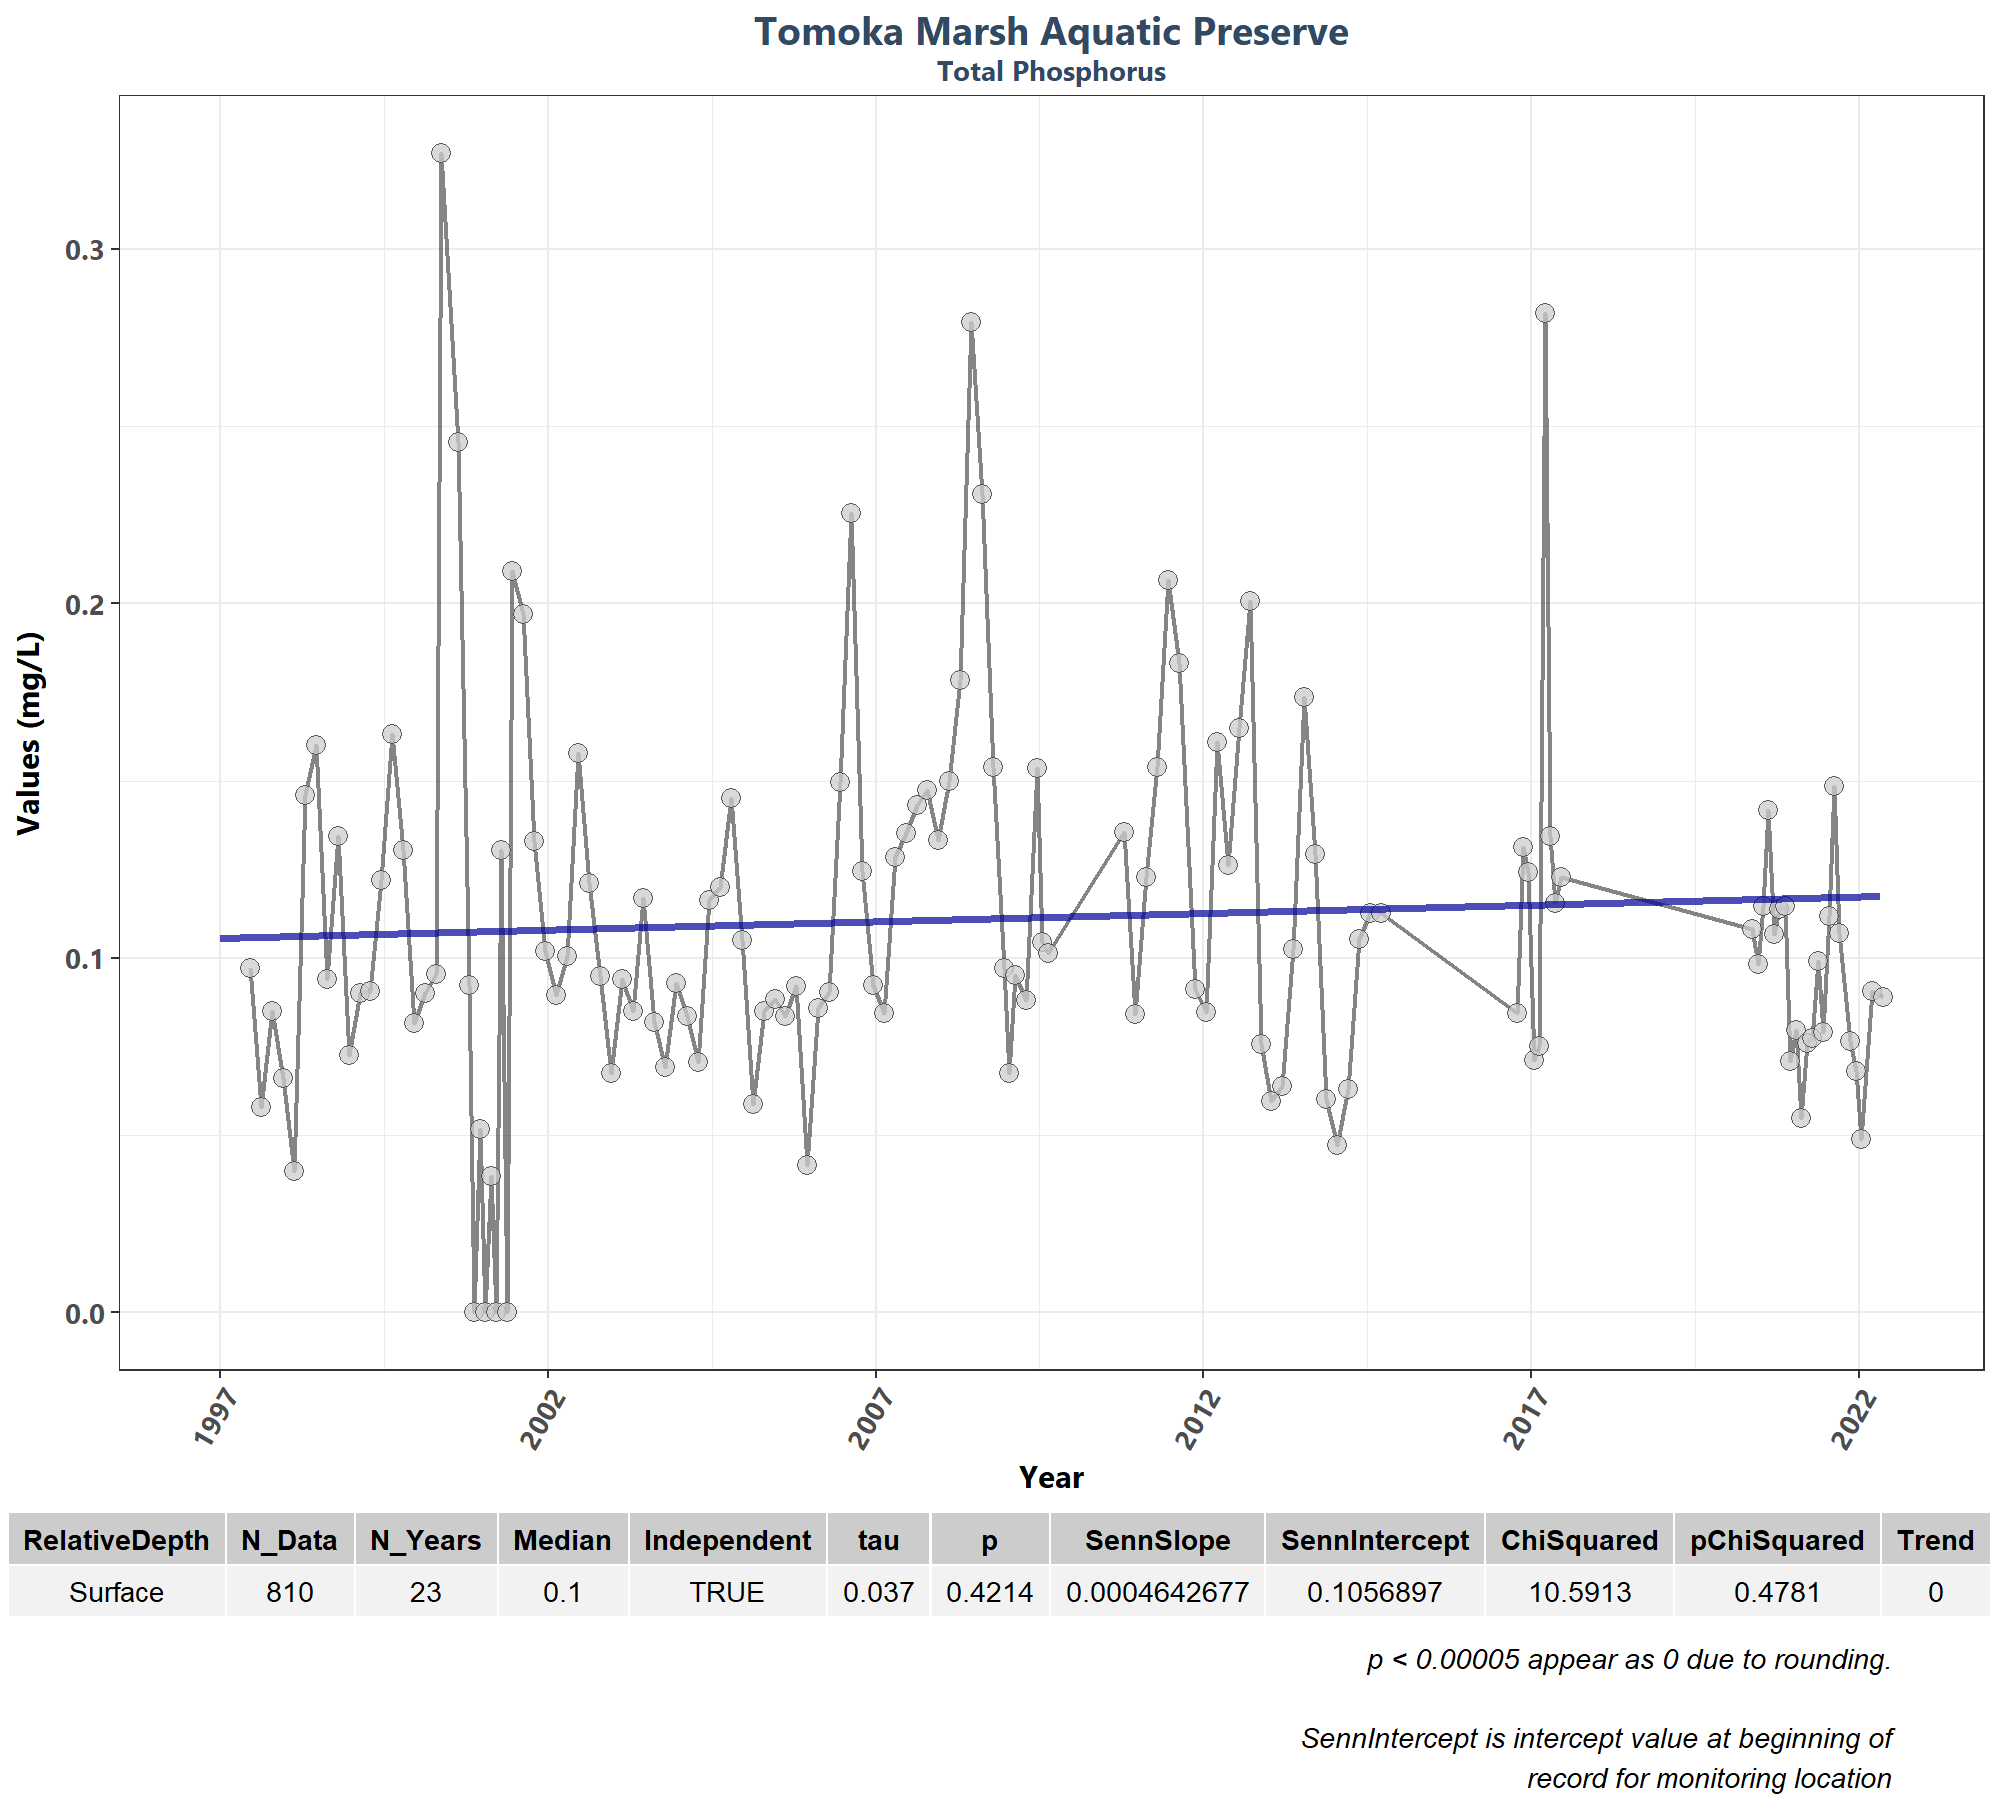 Tomoka Marsh Aquatic Preserve
Total Phosphorus
Values (mg/L)
0.3
0.2
0.1
0.0
1997 2002 2007 2012 2017 2022
Year
RelativeDepth N_Data N_Years Median Independent tau p SennSlope SennIntercept ChiSquared pChiSquared Trend
Surface 810 23 0.1 TRUE 0.037 0.4214 0.0004642677 0.1056897 10.5913 0.4781 0
p < 0.00005 appear as 0 due to rounding.
SennIntercept is intercept value at beginning of
record for monitoring location